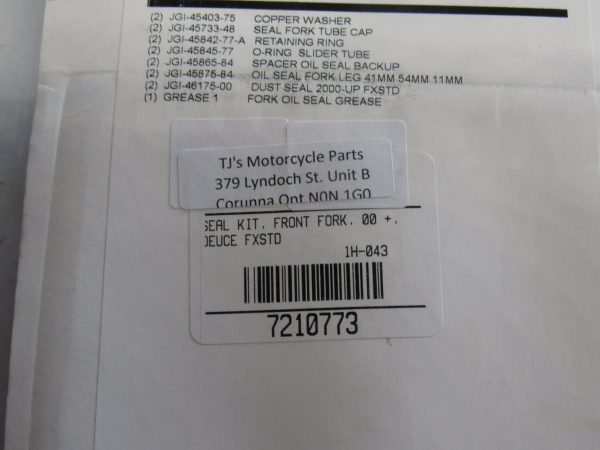 (2) JGI-45403-75 COPPER WASHER
(2) JGI-45733-48 SEAL FORK TUBE CAP
(2) JGI-45842-77-A RETAINING RING
(2) JGI-45845-77 O-RING SLIDER TUBE
(2) JGI-45865-84 SPACER OIL SEAL BACKUP
(2) JGI-45875-84 OIL SEAL FORK LEG 41MM 54MM 11MM
(2) JGI-46175-00 DUST SEAL 2000-UP FXSTD
(1) GREASE 1 FORK OIL SEAL GREASE
TJ's Motorcycle Parts
379 Lyndoch St. Unit B
Corunna Ont N0N 1G0
SEAL KIT, FRONT FORK, 00 +,
DEUCE FXSTD
1H-043
7210773